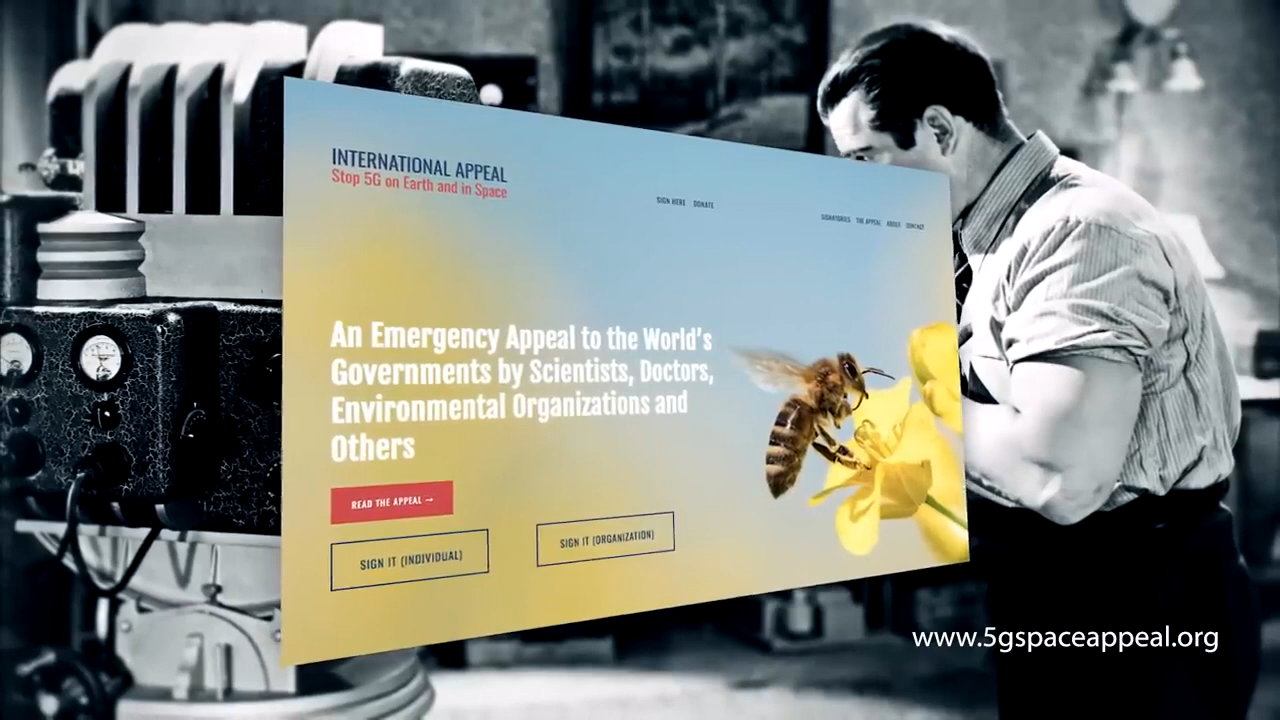 INTERNATIONAL APPEAL
Stop 5G on Earth and in Space
SIGN HERE DONATE
SIGNATORIES THE APPEAL ABOUT CONTACT
An Emergency Appeal to the World's
Governments by Scientists, Doctors,
Environmental Organizations and
Others
READ THE APPEAL →
SIGN IT (INDIVIDUAL)
SIGN IT (ORGANIZATION)
www.5gspaceappeal.org